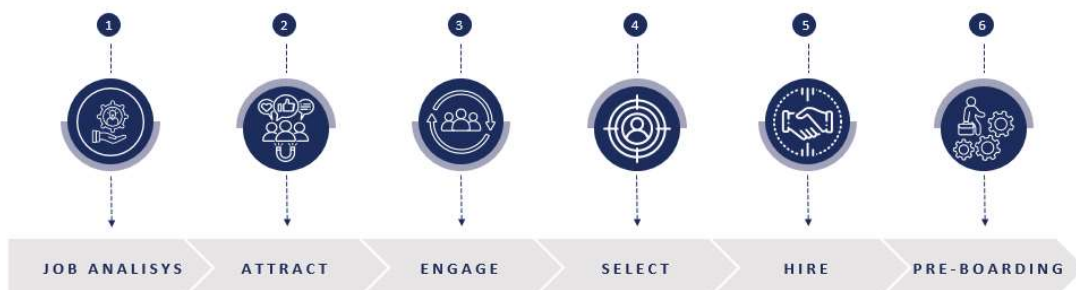 1 2 3 4 5 6
JOB ANALISYS ATTRACT ENGAGE SELECT HIRE PRE-BOARDING